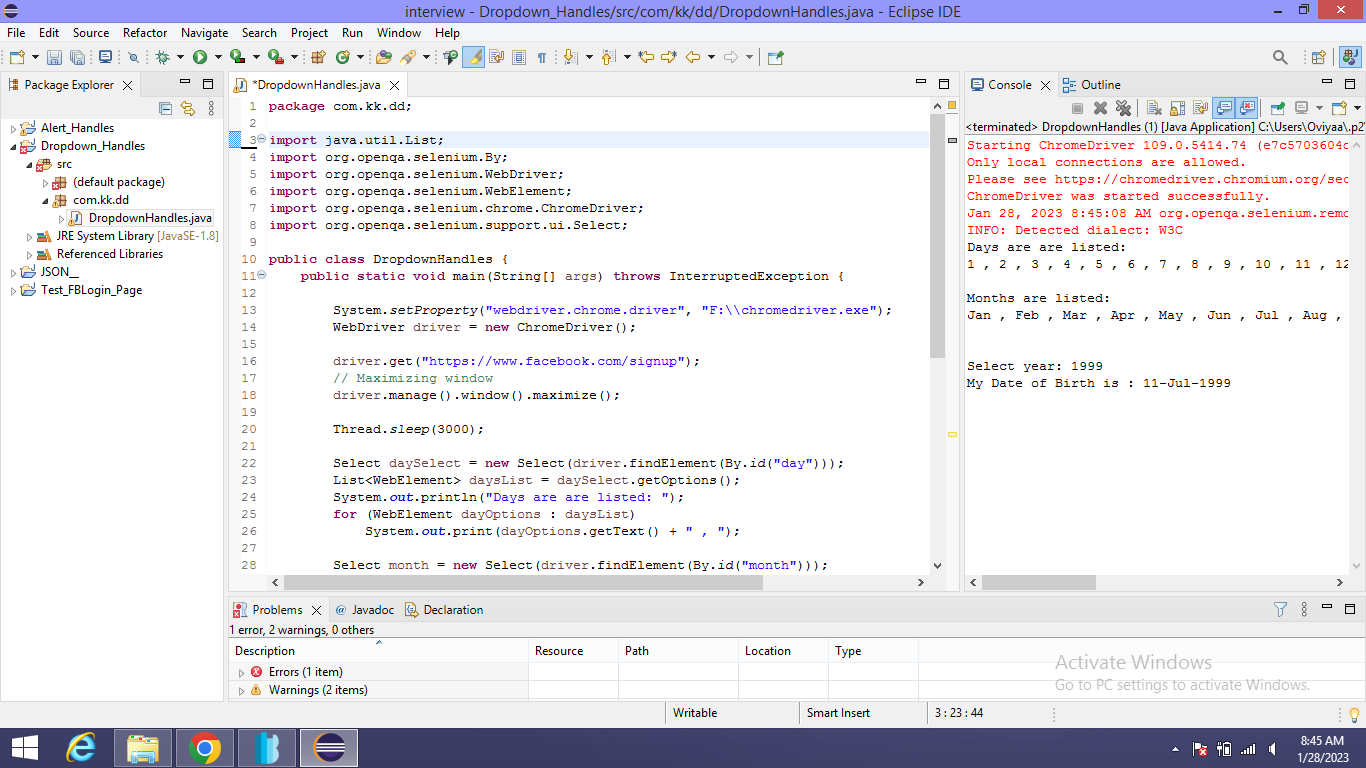 interview - Dropdown_Handles/src/com/kk/dd/DropdownHandles.java - Eclipse IDE
File Edit Source Refactor Navigate Search Project Run Window Help
Package Explorer
Alert_Handles
Dropdown_Handles
src
(default package)
com.kk.dd
DropdownHandles.java
JRE System Library [JavaSE-1.8]
Referenced Libraries
JSON__
Test_FBLogin_Page
*DropdownHandles.java
1 package com.kk.dd;
2
3 import java.util.List;
4 import org.openqa.selenium.By;
5 import org.openqa.selenium.WebDriver;
6 import org.openqa.selenium.WebElement;
7 import org.openqa.selenium.chrome.ChromeDriver;
8 import org.openqa.selenium.support.ui.Select;
9
10 public class DropdownHandles {
11 public static void main(String[] args) throws InterruptedException {
12
13 System.setProperty("webdriver.chrome.driver", "F:\\chromedriver.exe");
14 WebDriver driver = new ChromeDriver();
15
16 driver.get("https://www.facebook.com/signup");
17 // Maximizing window
18 driver.manage().window().maximize();
19
20 Thread.sleep(3000);
21
22 Select daySelect = new Select(driver.findElement(By.id("day")));
23 List<WebElement> daysList = daySelect.getOptions();
24 System.out.println("Days are are listed: ");
25 for (WebElement dayOptions : daysList)
26 System.out.print(dayOptions.getText() + " , ");
27
28 Select month = new Select(driver.findElement(By.id("month")));
Console Outline
<terminated> DropdownHandles (1) [Java Application] C:\Users\Oviyaa\.p2\
Starting ChromeDriver 109.0.5414.74 (e7c5703604d
Only local connections are allowed.
Please see https://chromedriver.chromium.org/sec
ChromeDriver was started successfully.
Jan 28, 2023 8:45:08 AM org.openqa.selenium.remo
INFO: Detected dialect: W3C
Days are are listed:
1 , 2 , 3 , 4 , 5 , 6 , 7 , 8 , 9 , 10 , 11 , 12
Months are listed:
Jan , Feb , Mar , Apr , May , Jun , Jul , Aug ,
Select year: 1999
My Date of Birth is : 11-Jul-1999
Problems @ Javadoc Declaration
1 error, 2 warnings, 0 others
Description Resource Path Location Type
Errors (1 item)
Warnings (2 items)
Activate Windows
Go to PC settings to activate Windows.
Writable Smart Insert 3 : 23 : 44
8:45 AM
1/28/2023